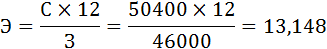 Э = С × 12 / З = 50400 × 12 / 46000 = 13,148